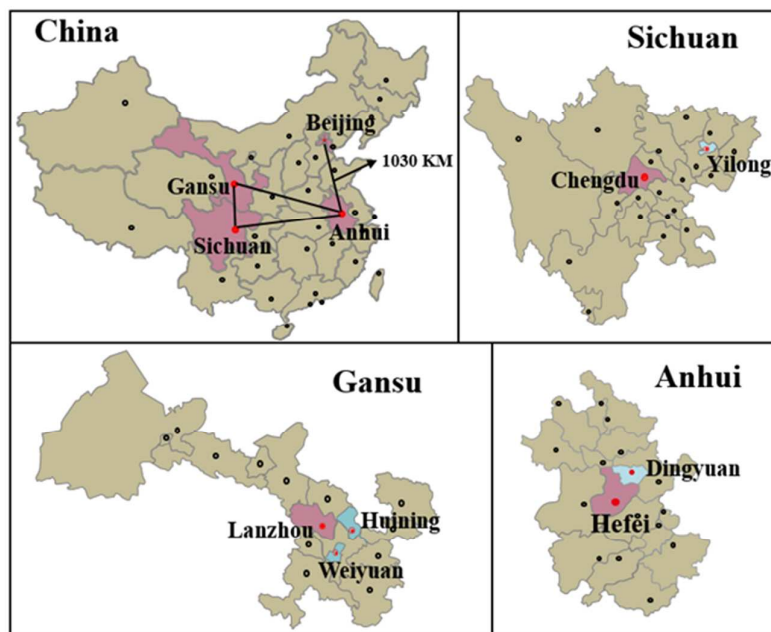 China
Beijing
1030 KM
Gansu
Sichuan
Anhui
Sichuan
Chengdu
Yilong
Gansu
Lanzhou
Hujning
Weiyuan
Anhui
Dingyuan
Hefei